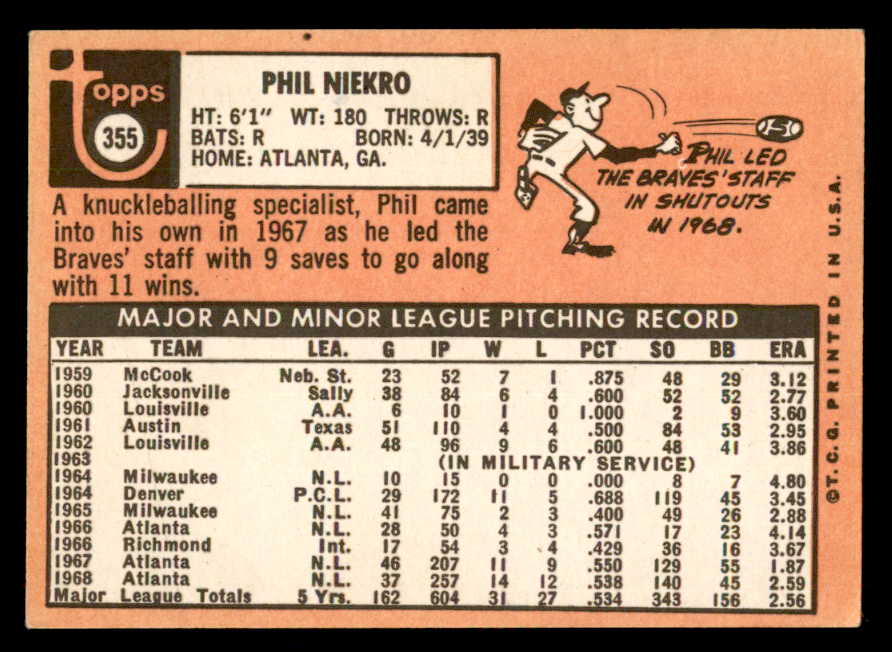 topps
355
PHIL NIEKRO
HT: 6'1" WT: 180 THROWS: R
BATS: R BORN: 4/1/39
HOME: ATLANTA, GA.
PHIL LED
THE BRAVES' STAFF
IN SHUTOUTS
IN 1968.
A knuckleballing specialist, Phil came
into his own in 1967 as he led the
Braves' staff with 9 saves to go along
with 11 wins.
MAJOR AND MINOR LEAGUE PITCHING RECORD
YEAR TEAM LEA. G IP W L PCT SO BB ERA
1959 McCook Neb. St. 23 52 7 1 .875 48 29 3.12
1960 Jacksonville Sally 38 84 6 4 .600 52 52 2.77
1960 Louisville A.A. 6 10 1 0 1.000 2 9 3.60
1961 Austin Texas 51 110 4 4 .500 84 53 2.95
1962 Louisville A.A. 48 96 9 6 .600 48 41 3.86
1963 (IN MILITARY SERVICE)
1964 Milwaukee N.L. 10 15 0 0 .000 8 7 4.80
1964 Denver P.C.L. 29 172 11 5 .688 119 45 3.45
1965 Milwaukee N.L. 41 75 2 3 .400 49 26 2.88
1966 Atlanta N.L. 28 50 4 3 .571 17 23 4.14
1966 Richmond Int. 17 54 3 4 .429 36 16 3.67
1967 Atlanta N.L. 46 207 11 9 .550 129 55 1.87
1968 Atlanta N.L. 37 257 14 12 .538 140 45 2.59
Major League Totals 5 Yrs. 162 604 31 27 .534 343 156 2.56
©T.C.G. PRINTED IN U.S.A.